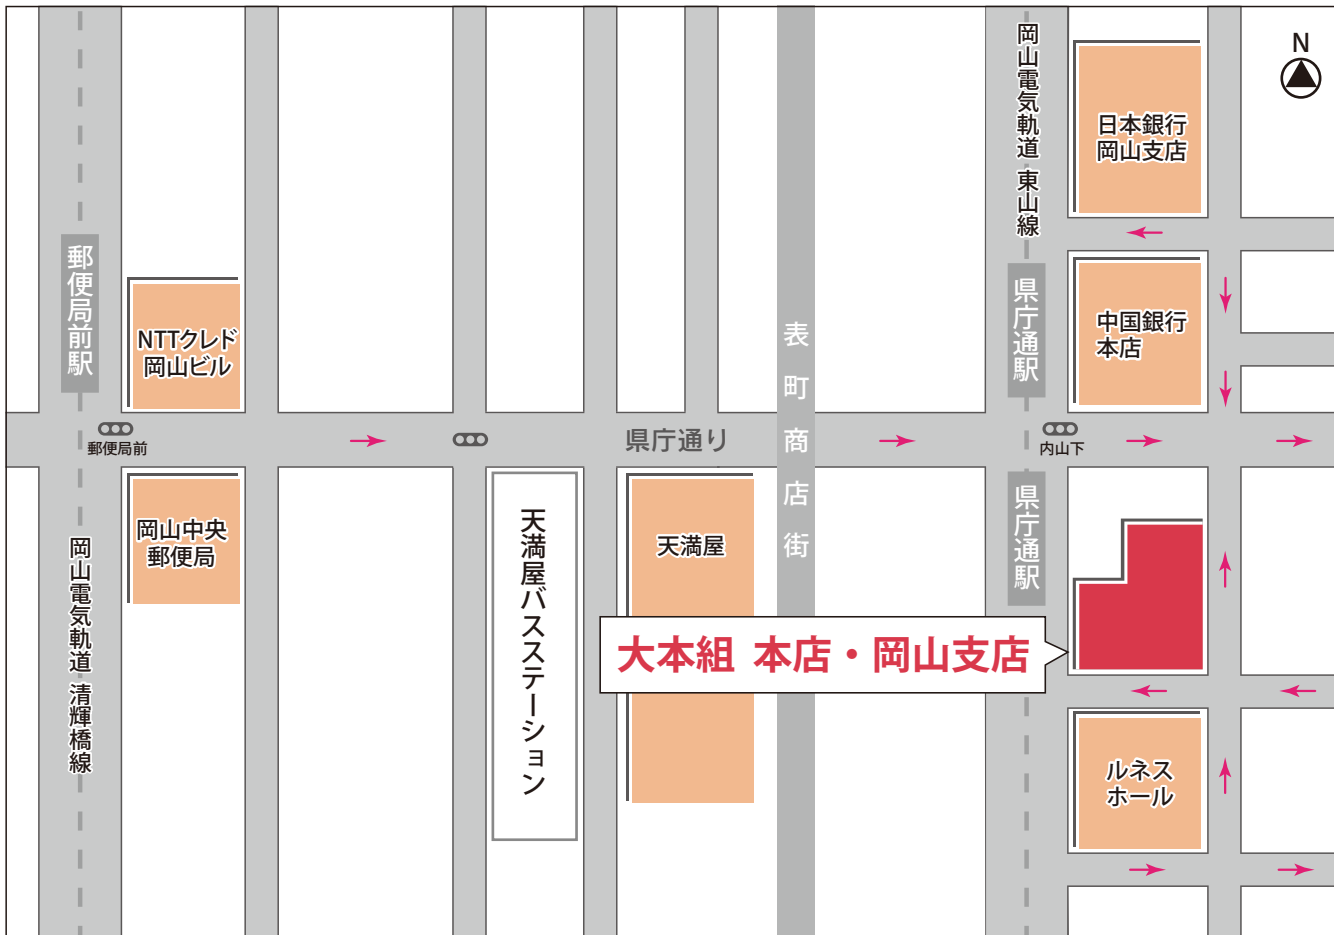 N
岡山電気軌道 東山線
日本銀行
岡山支店
郵便局前駅
NTTクレド
岡山ビル
表町商店街
県庁通駅
中国銀行
本店
郵便局前
県庁通り
内山下
岡山中央
郵便局
天満屋バスステーション
天満屋
県庁通駅
岡山電気軌道 清輝橋線
大本組 本店・岡山支店
ルネス
ホール